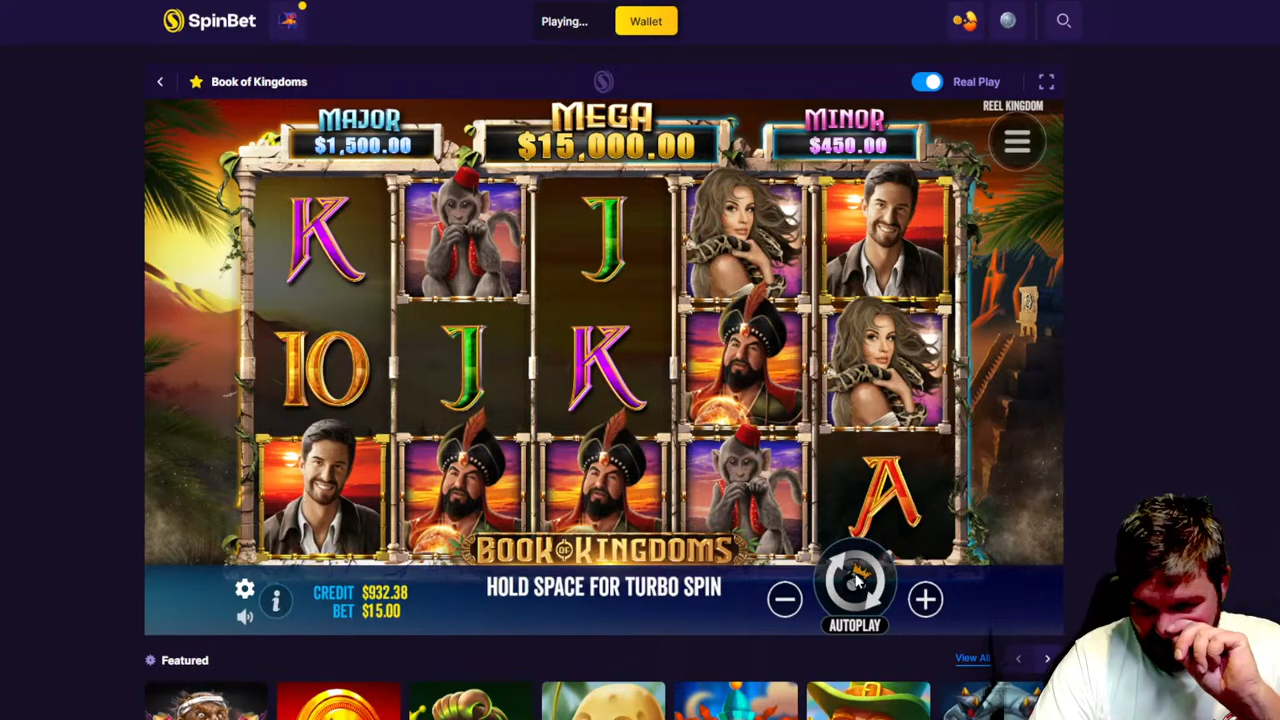 SpinBet
Playing...
Wallet
Book of Kingdoms
Real Play
REEL KINGDOM
MAJOR
$1,500.00
MEGA
$15,000.00
MINOR
$450.00
K
J
10
J
K
A
BOOK OF KINGDOMS
CREDIT $932.38
BET $15.00
HOLD SPACE FOR TURBO SPIN
AUTOPLAY
Featured
View All